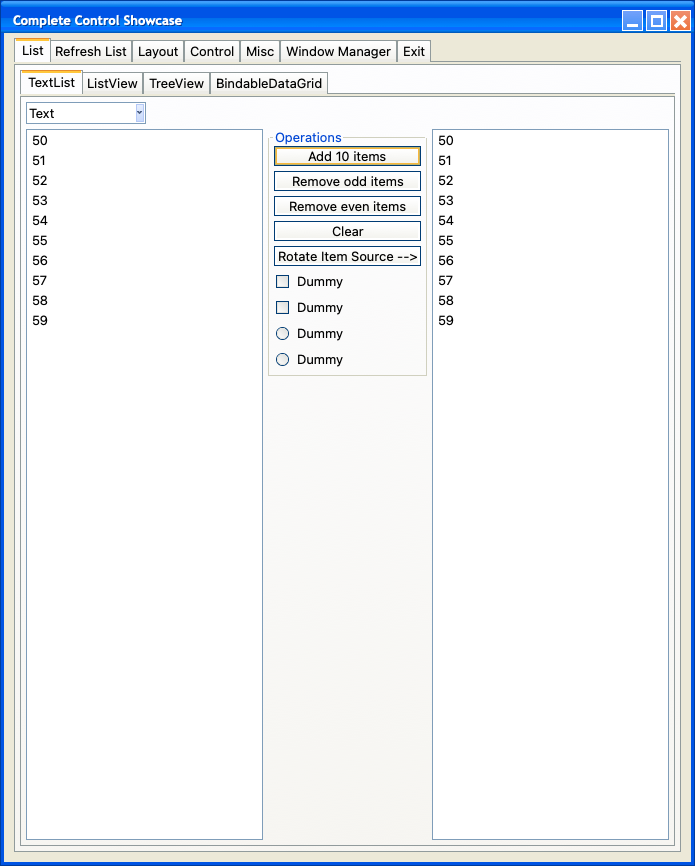 Complete Control Showcase
List Refresh List Layout Control Misc Window Manager Exit
TextList ListView TreeView BindableDataGrid
Text
50
51
52
53
54
55
56
57
58
59
Operations
Add 10 items
Remove odd items
Remove even items
Clear
Rotate Item Source -->
Dummy
Dummy
Dummy
Dummy
50
51
52
53
54
55
56
57
58
59